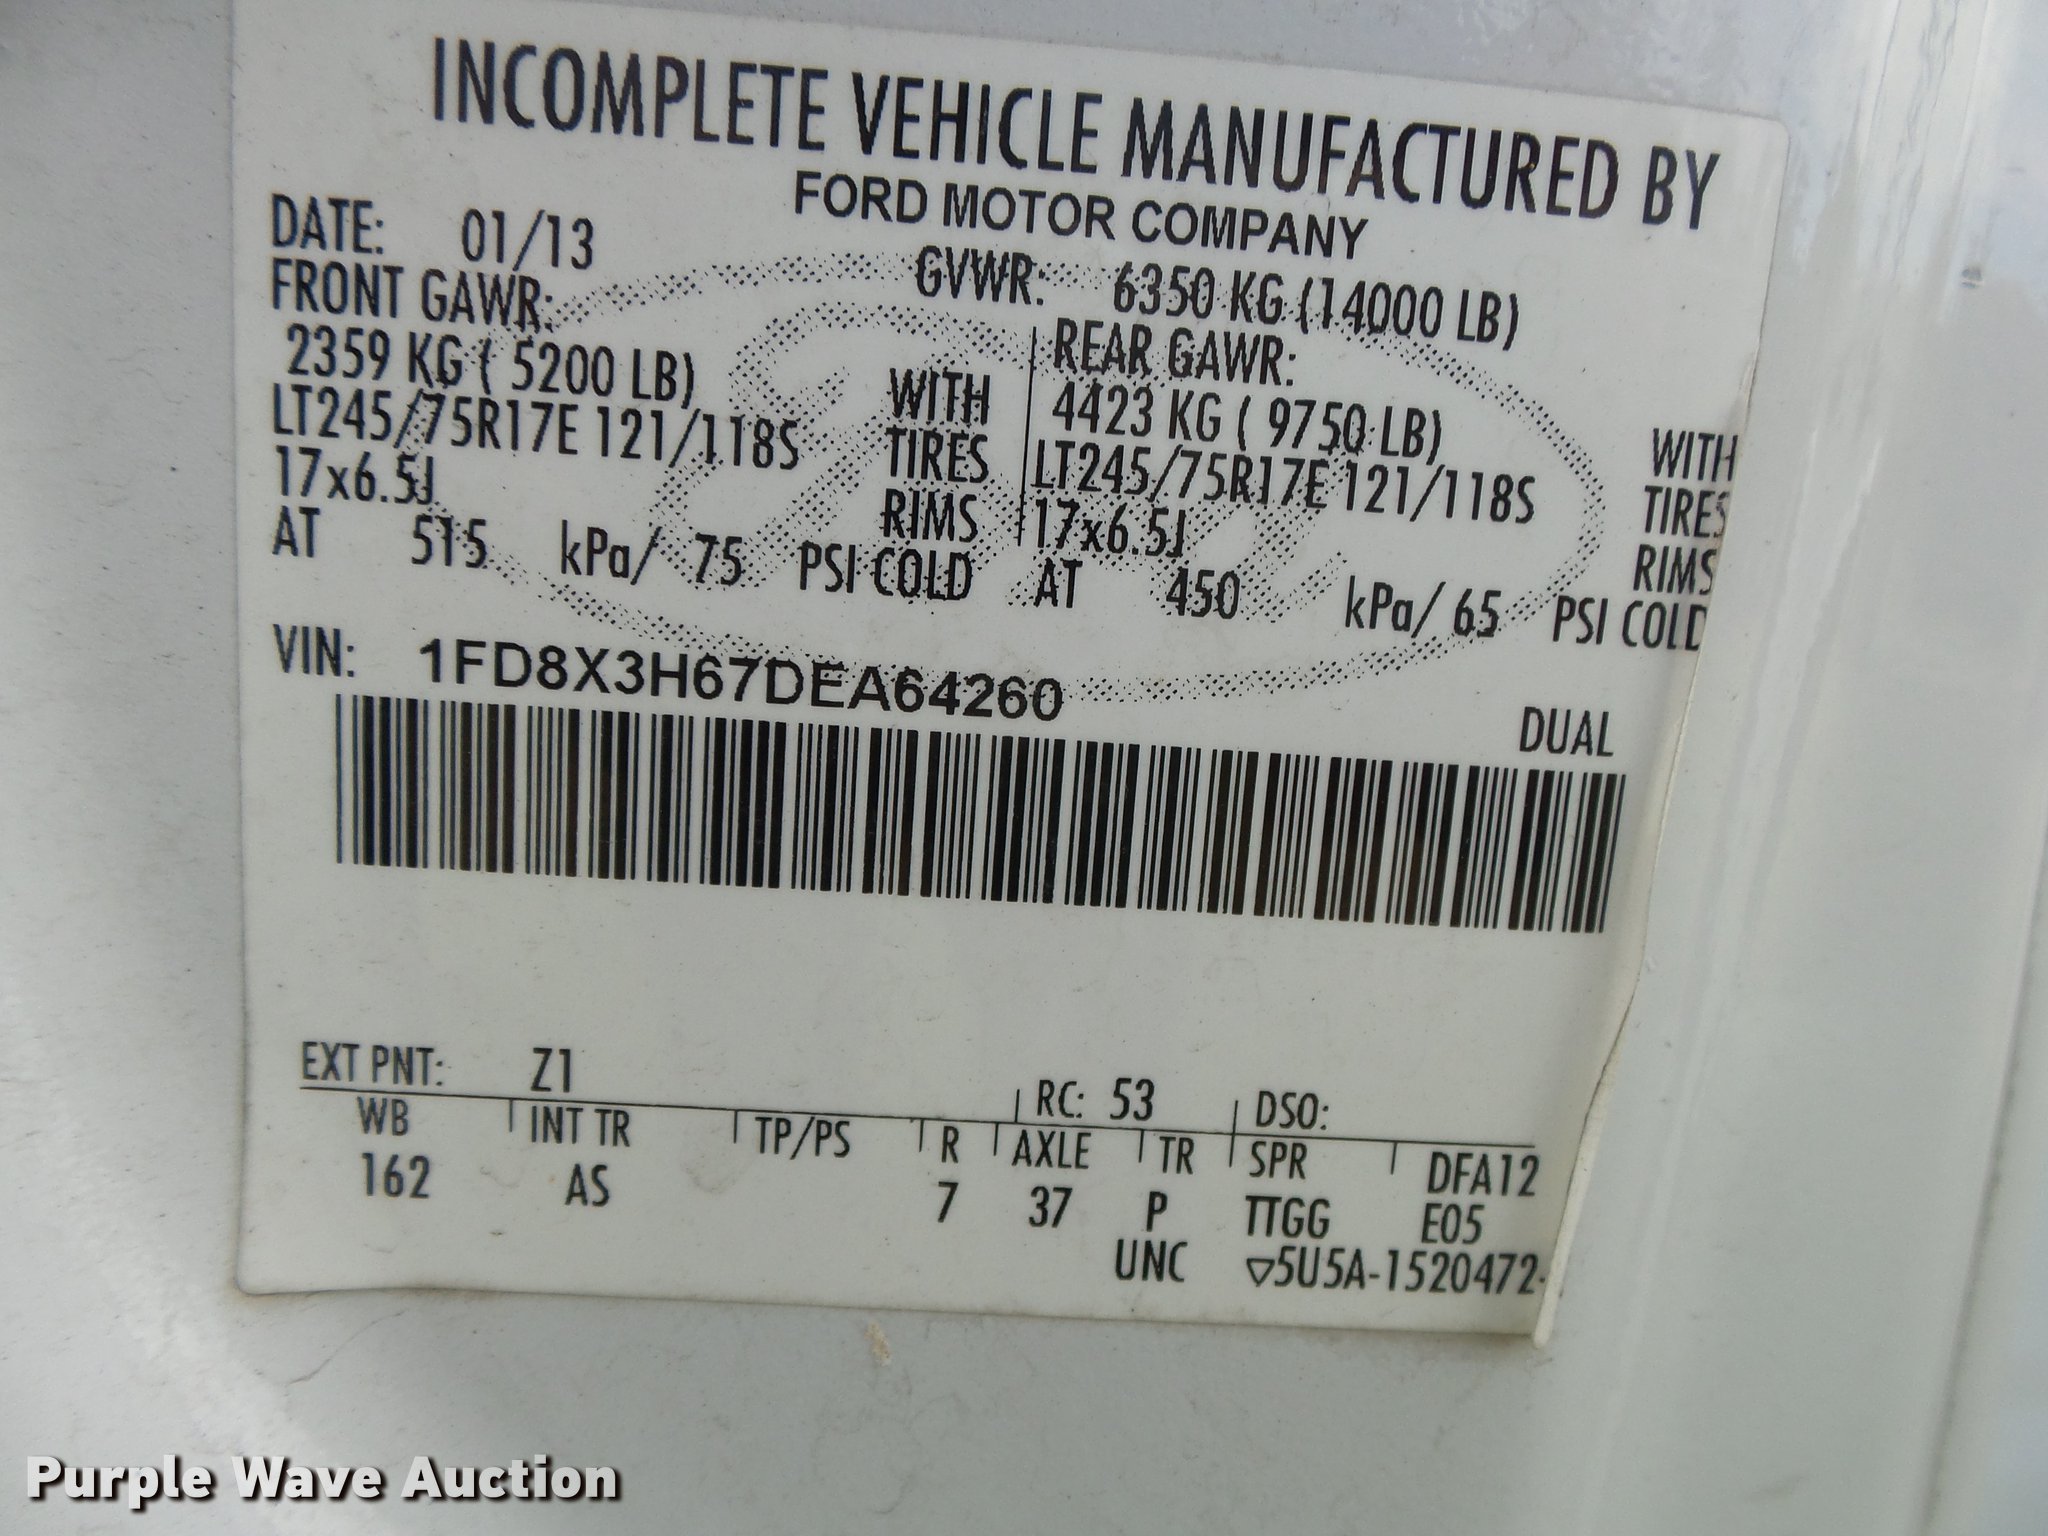 INCOMPLETE VEHICLE MANUFACTURED BY
FORD MOTOR COMPANY
DATE: 01/13 GVWR: 6350 KG (14000 LB)
FRONT GAWR: REAR GAWR:
2359 KG ( 5200 LB) WITH 4423 KG ( 9750 LB) WITH
LT245/75R17E 121/118S TIRES LT245/75R17E 121/118S TIRES
17x6.5J RIMS 17x6.5J RIMS
AT 515 kPa/ 75 PSI COLD AT 450 kPa/ 65 PSI COLD
VIN: 1FD8X3H67DEA64260
DUAL
EXT PNT: Z1 RC: 53 DSO:
WB INT TR TP/PS R AXLE TR SPR DFA12
162 AS 7 37 P TTGG E05
UNC ▽5U5A-1520472-
Purple Wave Auction